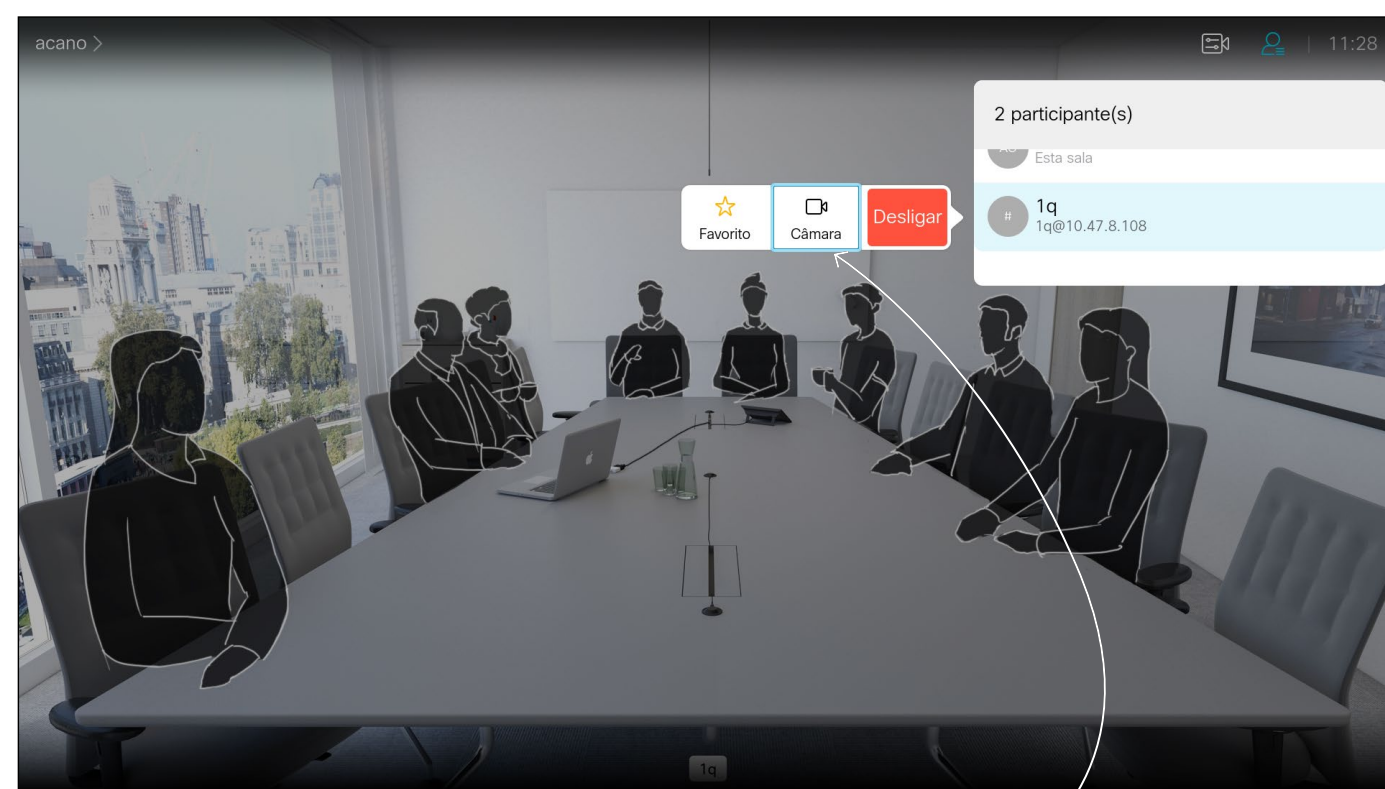 acano
11:28
2 participante(s)
Esta sala
#
1q
1q@10.47.8.108
Favorito
Câmara
Desligar
1q